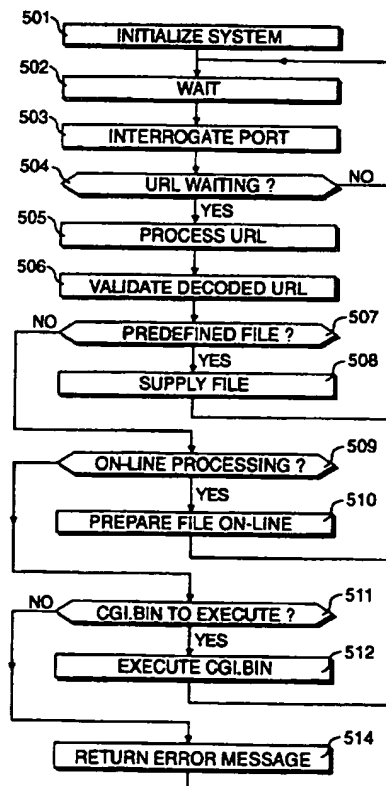 501
INITIALIZE SYSTEM
502
WAIT
503
INTERROGATE PORT
504
URL WAITING ?
NO
YES
505
PROCESS URL
506
VALIDATE DECODED URL
NO
PREDEFINED FILE ?
507
YES
508
SUPPLY FILE
509
ON-LINE PROCESSING ?
YES
510
PREPARE FILE ON-LINE
NO
511
CGI.BIN TO EXECUTE ?
YES
512
EXECUTE CGI.BIN
514
RETURN ERROR MESSAGE